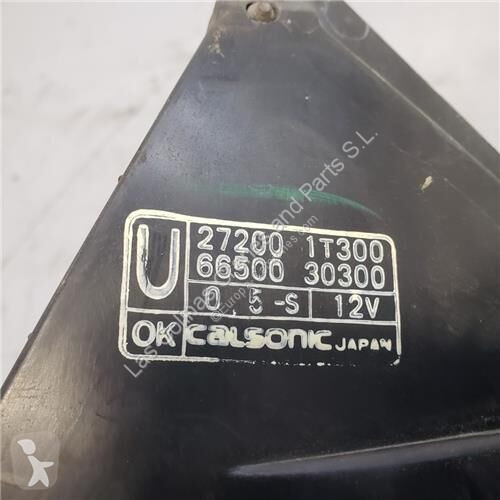 U
27200 1T300
66500 30300
0.5-S 12V
OK CALSONIC JAPAN